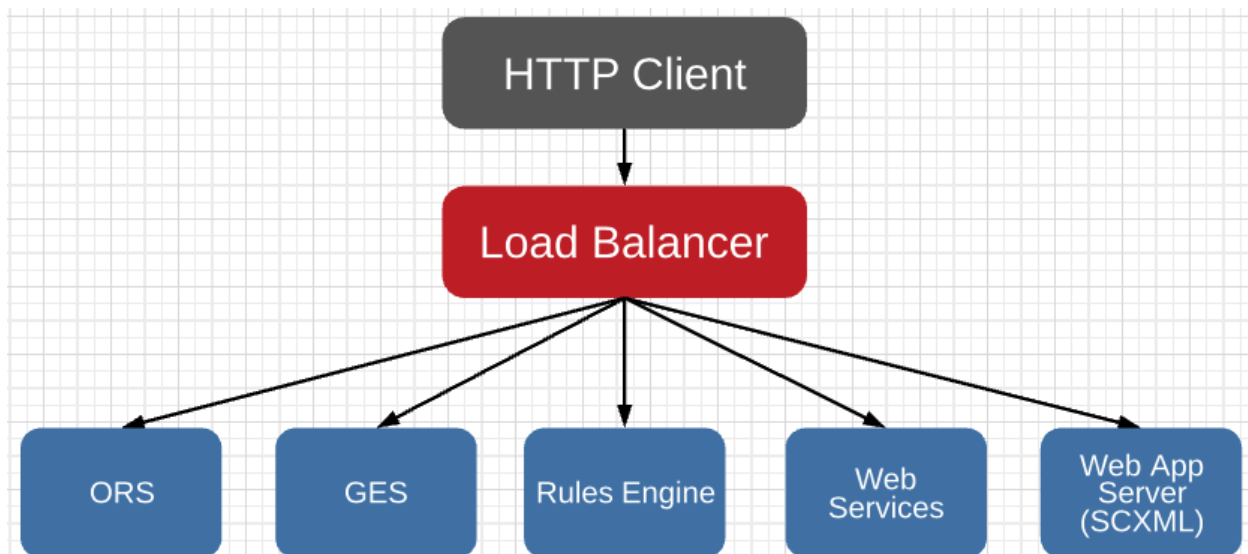 HTTP Client
Load Balancer
ORS
GES
Rules Engine
Web
Services
Web App
Server
(SCXML)